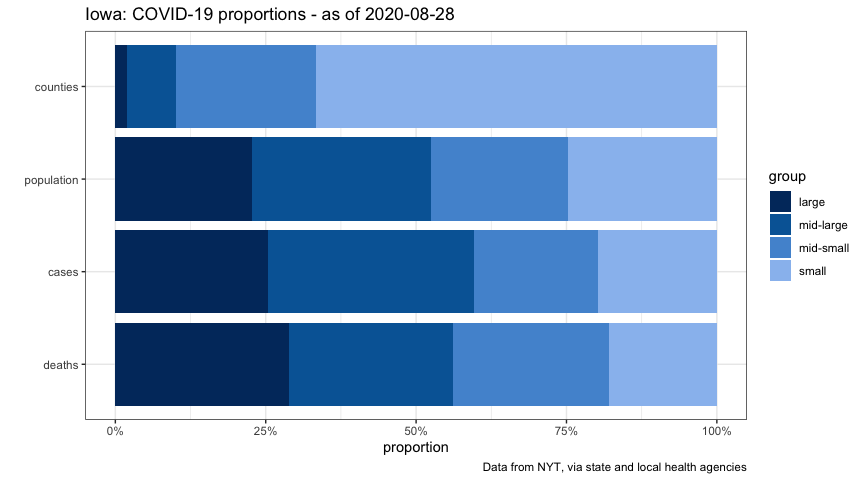 Iowa: COVID-19 proportions - as of 2020-08-28
counties
population
cases
deaths
0%
25%
50%
75%
100%
proportion
group
large
mid-large
mid-small
small
Data from NYT, via state and local health agencies